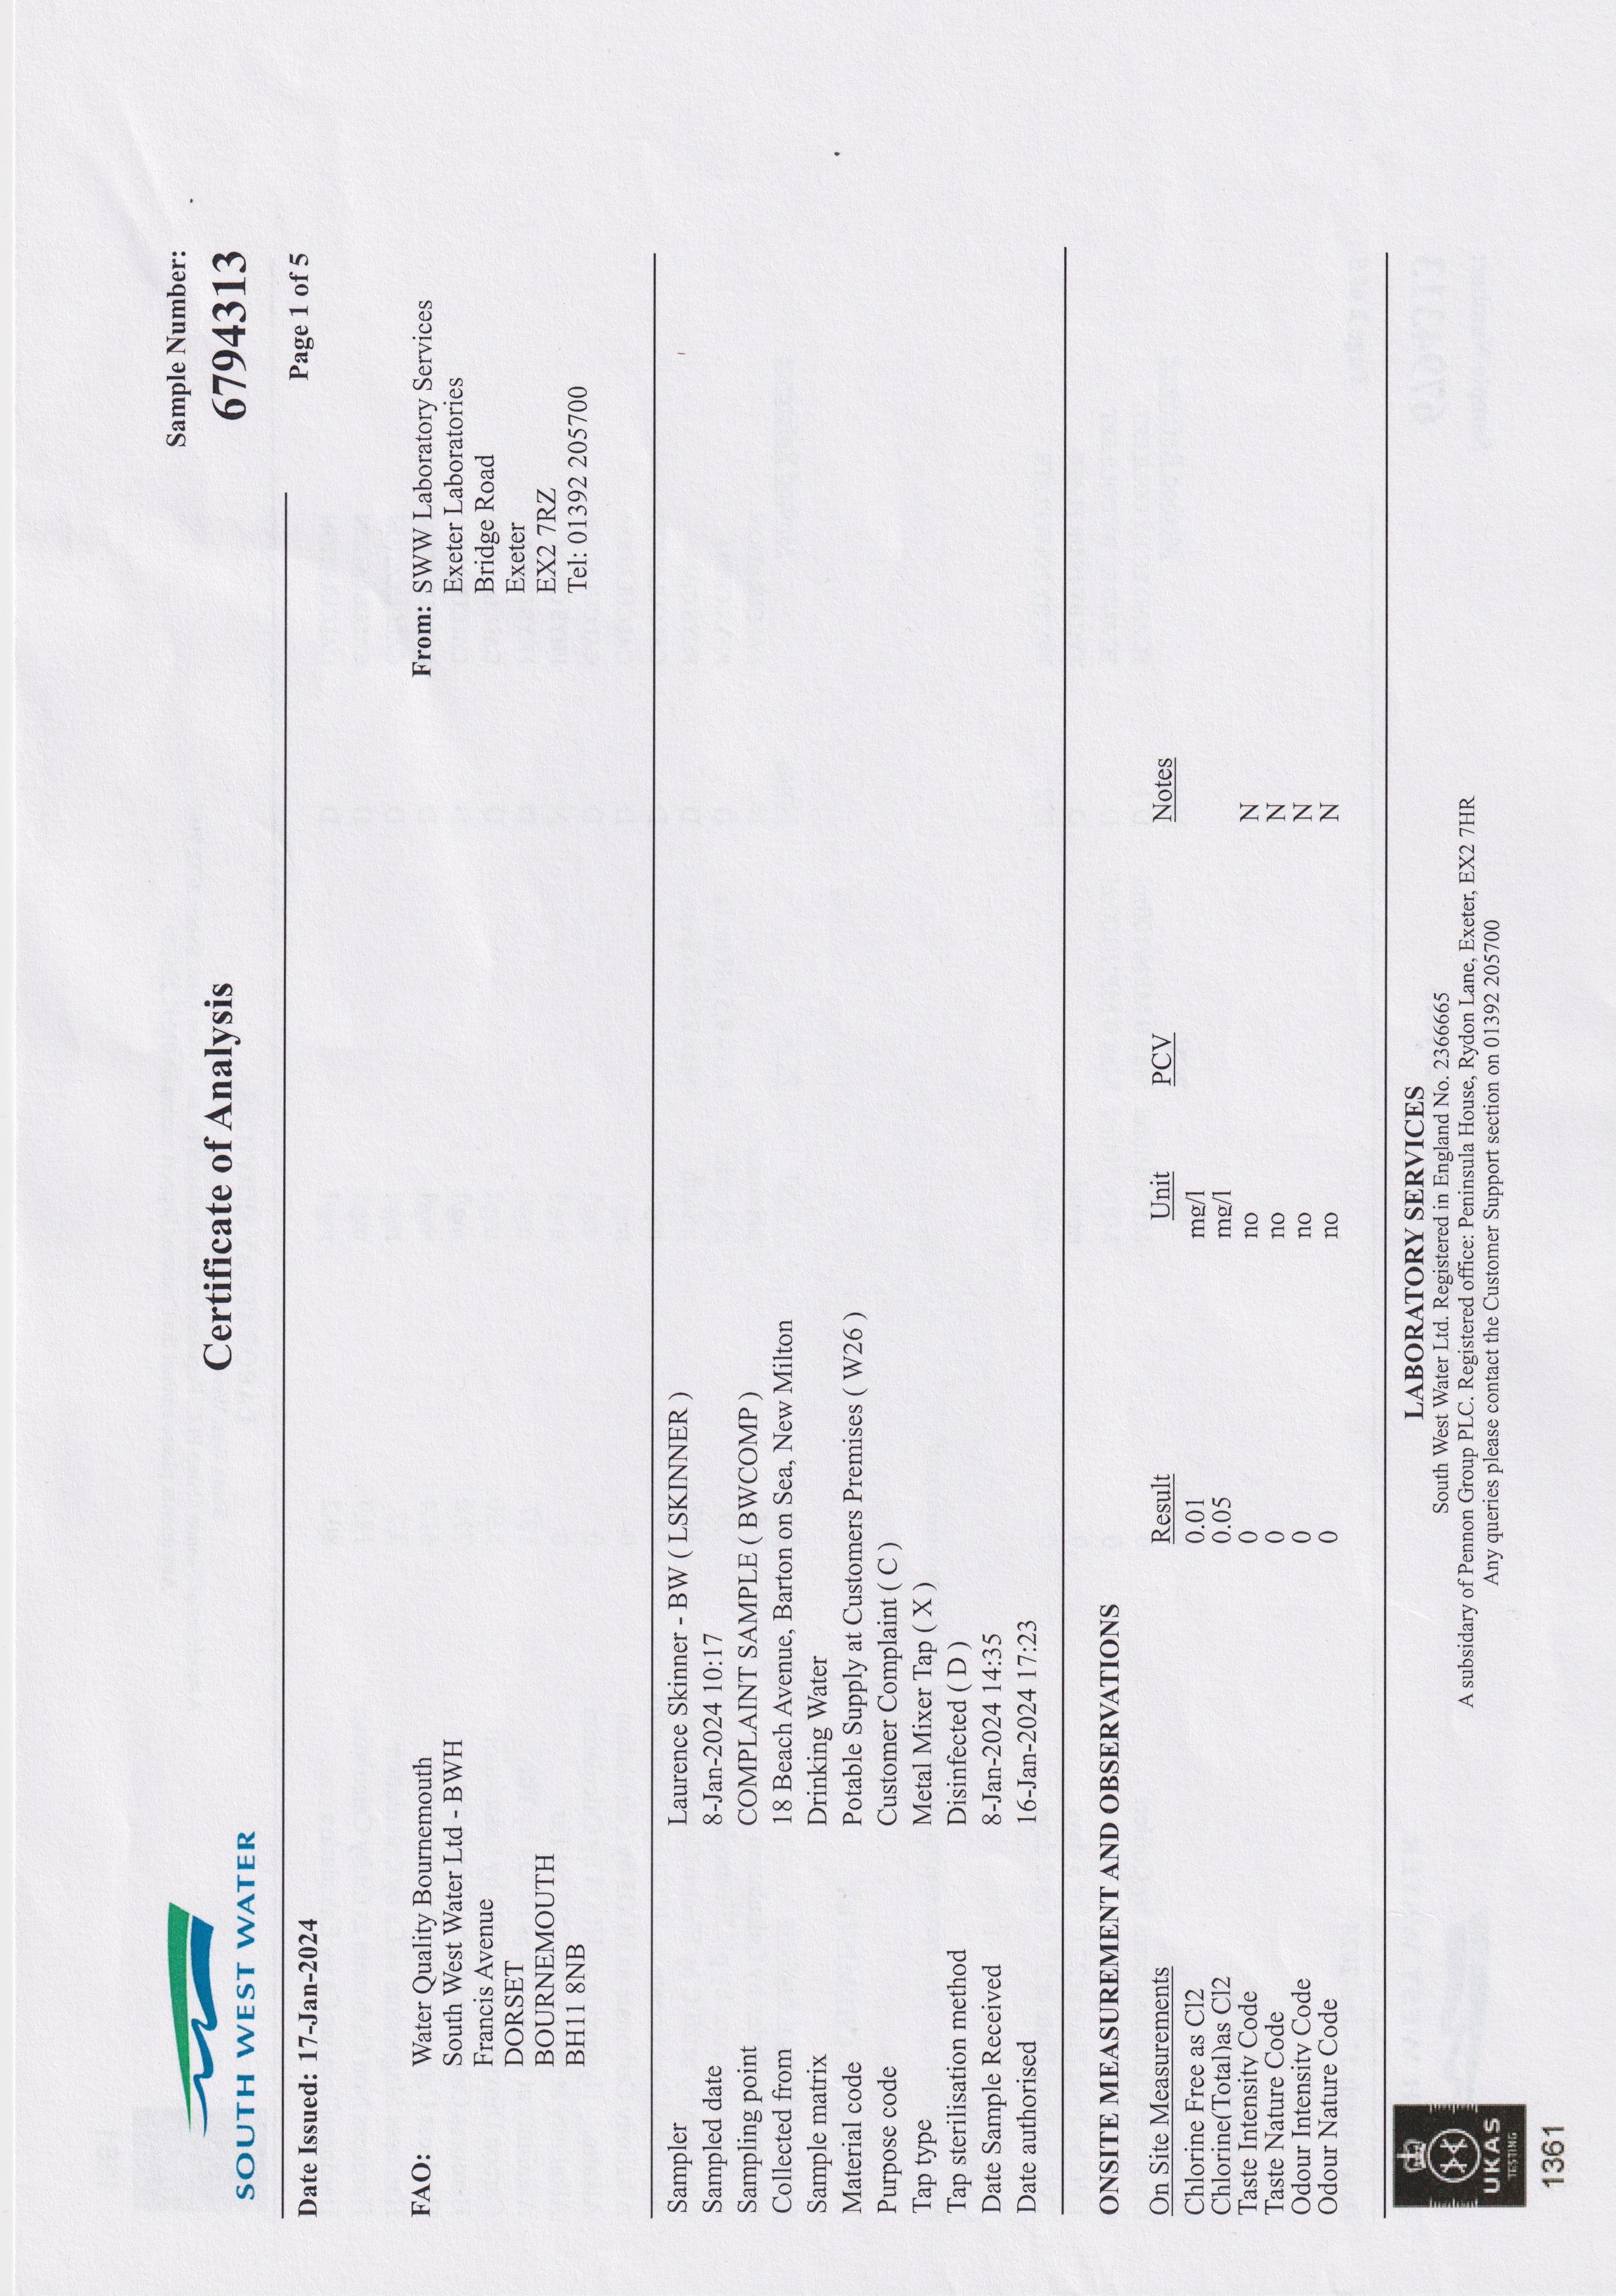 SOUTH WEST WATER
Certificate of Analysis
Sample Number:
6794313
Date Issued: 17-Jan-2024
Page 1 of 5
FAO: Water Quality Bournemouth
South West Water Ltd - BWH
Francis Avenue
DORSET
BOURNEMOUTH
BH11 8NB
From: SWW Laboratory Services
Exeter Laboratories
Bridge Road
Exeter
EX2 7RZ
Tel: 01392 205700
Sampler Laurence Skinner - BW ( LSKINNER )
Sampled date 8-Jan-2024 10:17
Sampling point COMPLAINT SAMPLE ( BWCOMP )
Collected from 18 Beach Avenue, Barton on Sea, New Milton
Sample matrix Drinking Water
Material code Potable Supply at Customers Premises ( W26 )
Purpose code Customer Complaint ( C )
Tap type Metal Mixer Tap ( X )
Tap sterilisation method Disinfected ( D )
Date Sample Received 8-Jan-2024 14:35
Date authorised 16-Jan-2024 17:23
ONSITE MEASUREMENT AND OBSERVATIONS
On Site Measurements Result Unit PCV Notes
Chlorine Free as Cl2 0.01 mg/l
Chlorine(Total)as Cl2 0.05 mg/l
Taste Intensity Code 0 no N
Taste Nature Code 0 no N
Odour Intensity Code 0 no N
Odour Nature Code 0 no N
LABORATORY SERVICES
South West Water Ltd. Registered in England No. 2366665
A subsidary of Pennon Group PLC. Registered office: Peninsula House, Rydon Lane, Exeter, EX2 7HR
Any queries please contact the Customer Support section on 01392 205700
UKAS
TESTING
1361